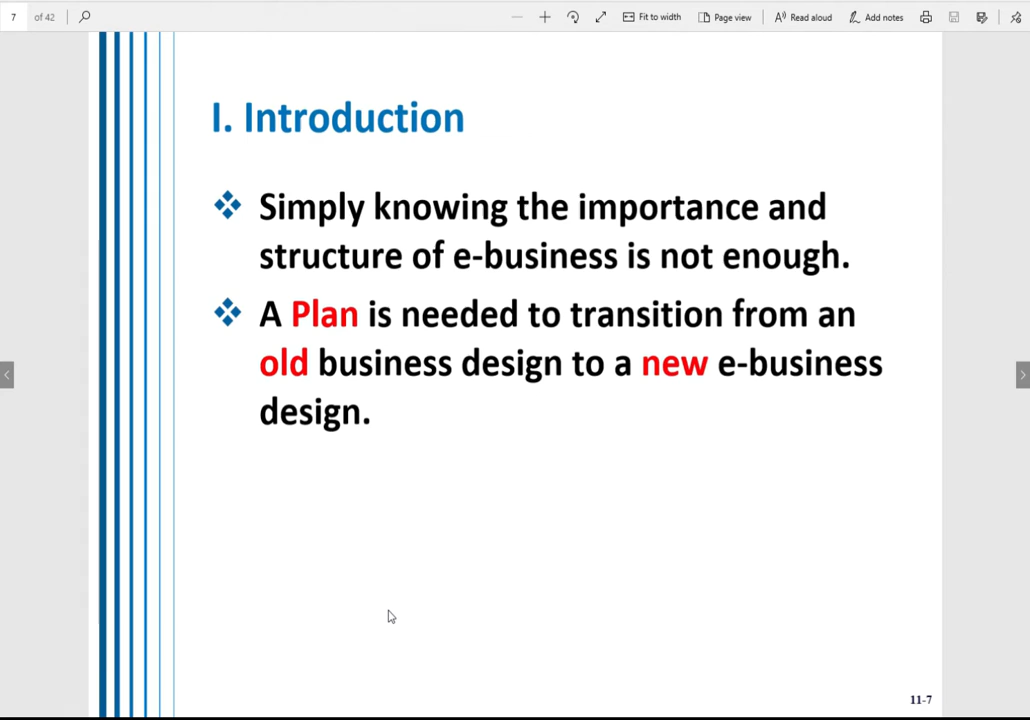 7 of 42 Fit to width Page view Read aloud Add notes
I. Introduction
Simply knowing the importance and
structure of e-business is not enough.
A Plan is needed to transition from an
old business design to a new e-business
design.
11-7